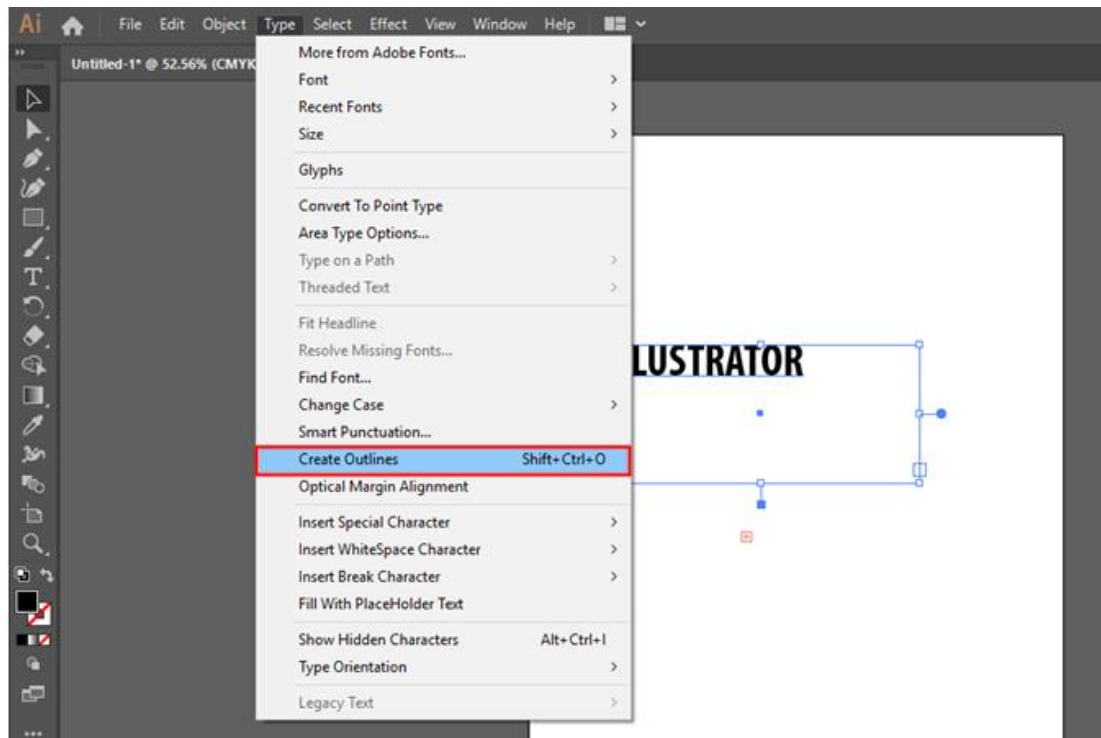 Ai File Edit Object Type Select Effect View Window Help
Untitled-1* @ 52.56% (CMYK
More from Adobe Fonts...
Font
Recent Fonts
Size
Glyphs
Convert To Point Type
Area Type Options...
Type on a Path
Threaded Text
Fit Headline
Resolve Missing Fonts...
Find Font...
Change Case
Smart Punctuation...
Create Outlines Shift+Ctrl+O
Optical Margin Alignment
Insert Special Character
Insert WhiteSpace Character
Insert Break Character
Fill With PlaceHolder Text
Show Hidden Characters Alt+Ctrl+I
Type Orientation
Legacy Text
LUSTRATOR